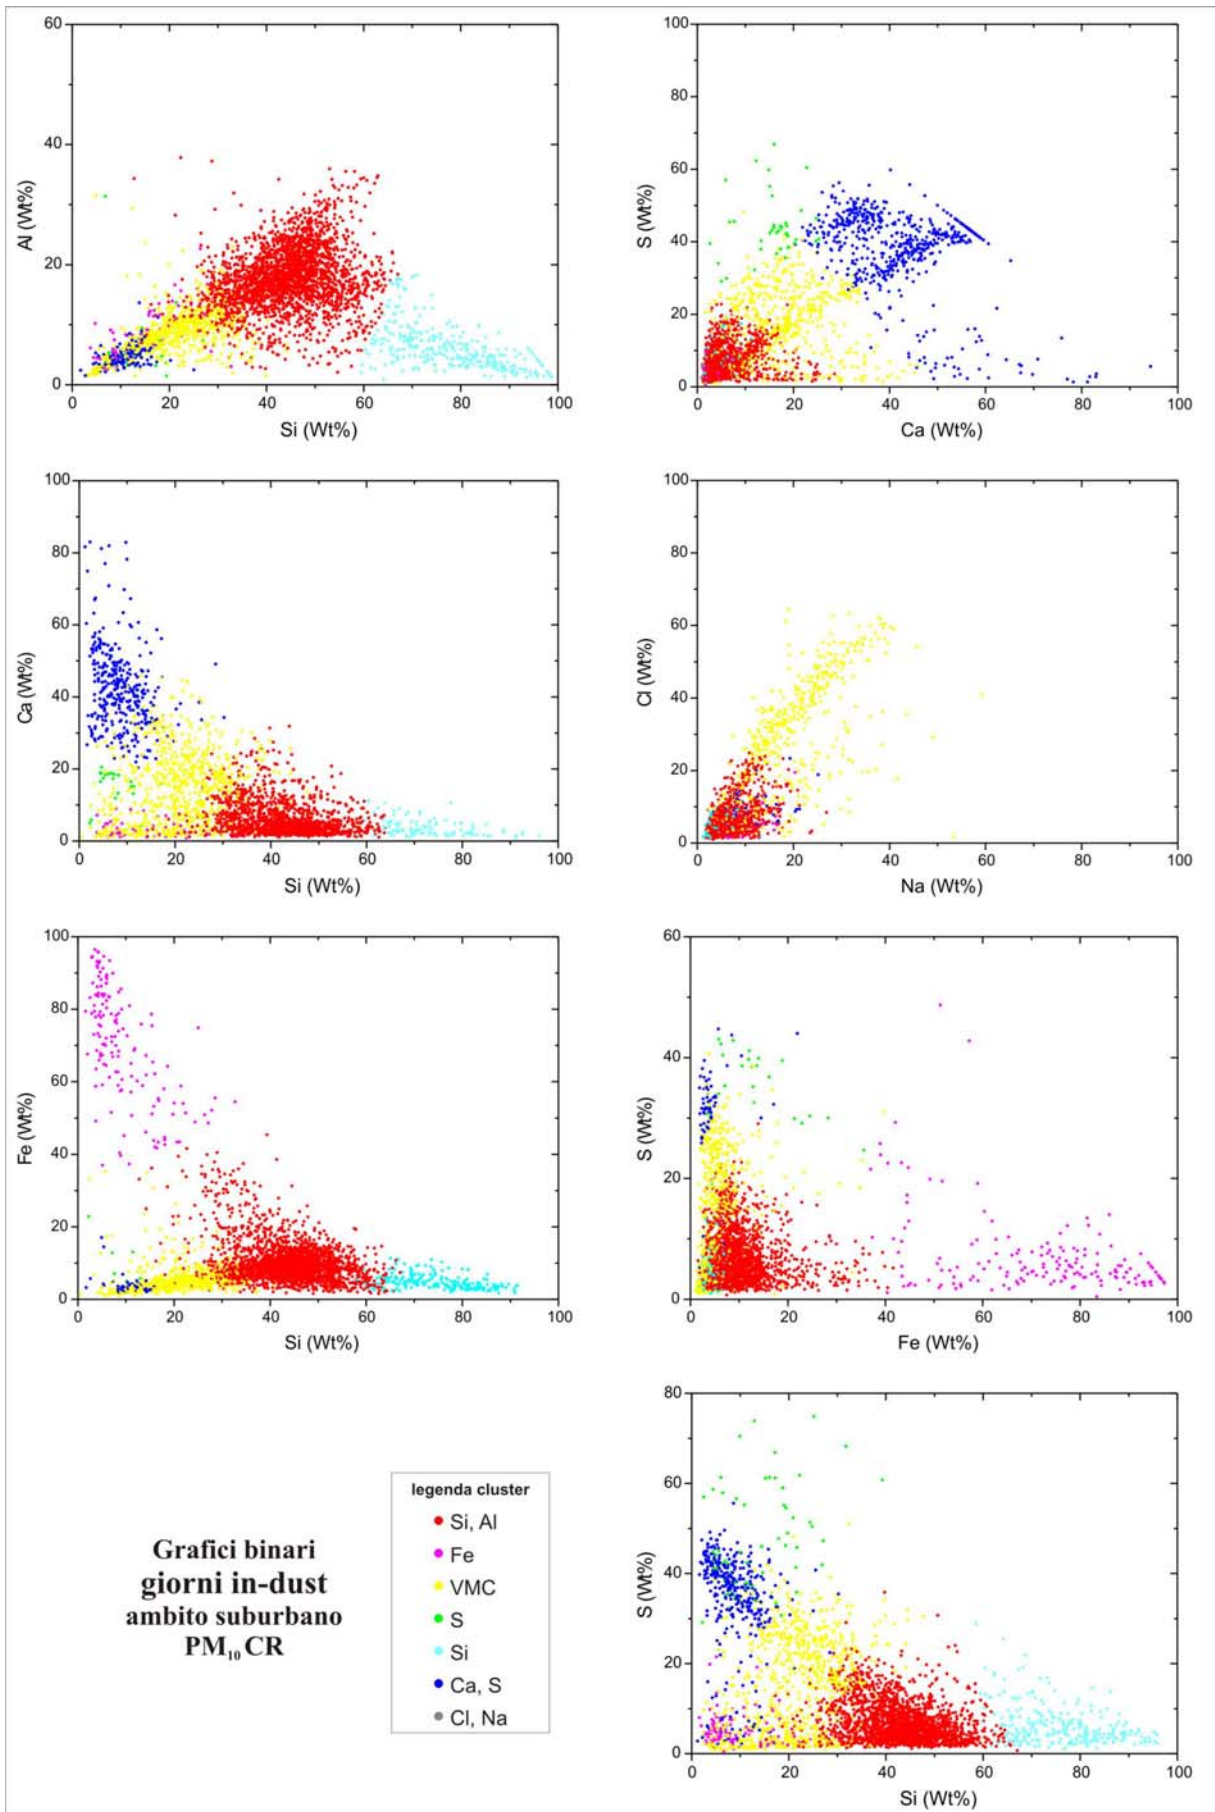 60
40
20
0
Al (Wt%)
0 20 40 60 80 100
Si (Wt%)
100
80
60
40
20
0
S (Wt%)
0 20 40 60 80 100
Ca (Wt%)
100
80
60
40
20
0
Ca (Wt%)
0 20 40 60 80 100
Si (Wt%)
100
80
60
40
20
0
Cl (Wt%)
0 20 40 60 80 100
Na (Wt%)
100
80
60
40
20
0
Fe (Wt%)
0 20 40 60 80 100
Si (Wt%)
60
40
20
0
S (Wt%)
0 20 40 60 80 100
Fe (Wt%)
Grafici binari
giorni in-dust
ambito suburbano
PM₁₀ CR
legenda cluster
Si, Al
Fe
VMC
S
Si
Ca, S
Cl, Na
80
60
40
20
0
S (Wt%)
0 20 40 60 80 100
Si (Wt%)